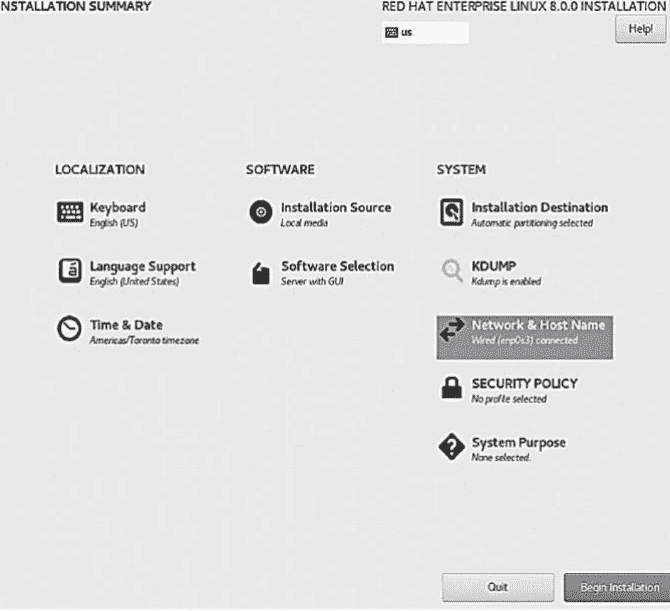 NSTALLATION SUMMARY
RED HAT ENTERPRISE LINUX 8.0.0 INSTALLATION
us
Help!
LOCALIZATION
Keyboard
English (US)
Language Support
English (United States)
Time & Date
Americas/Toronto timezone
SOFTWARE
Installation Source
Local media
Software Selection
Server with GUI
SYSTEM
Installation Destination
Automatic partitioning selected
KDUMP
Kdump is enabled
Network & Host Name
Wired (enp0s3) connected
SECURITY POLICY
No profile selected
System Purpose
None selected.
Quit
Begin Installation